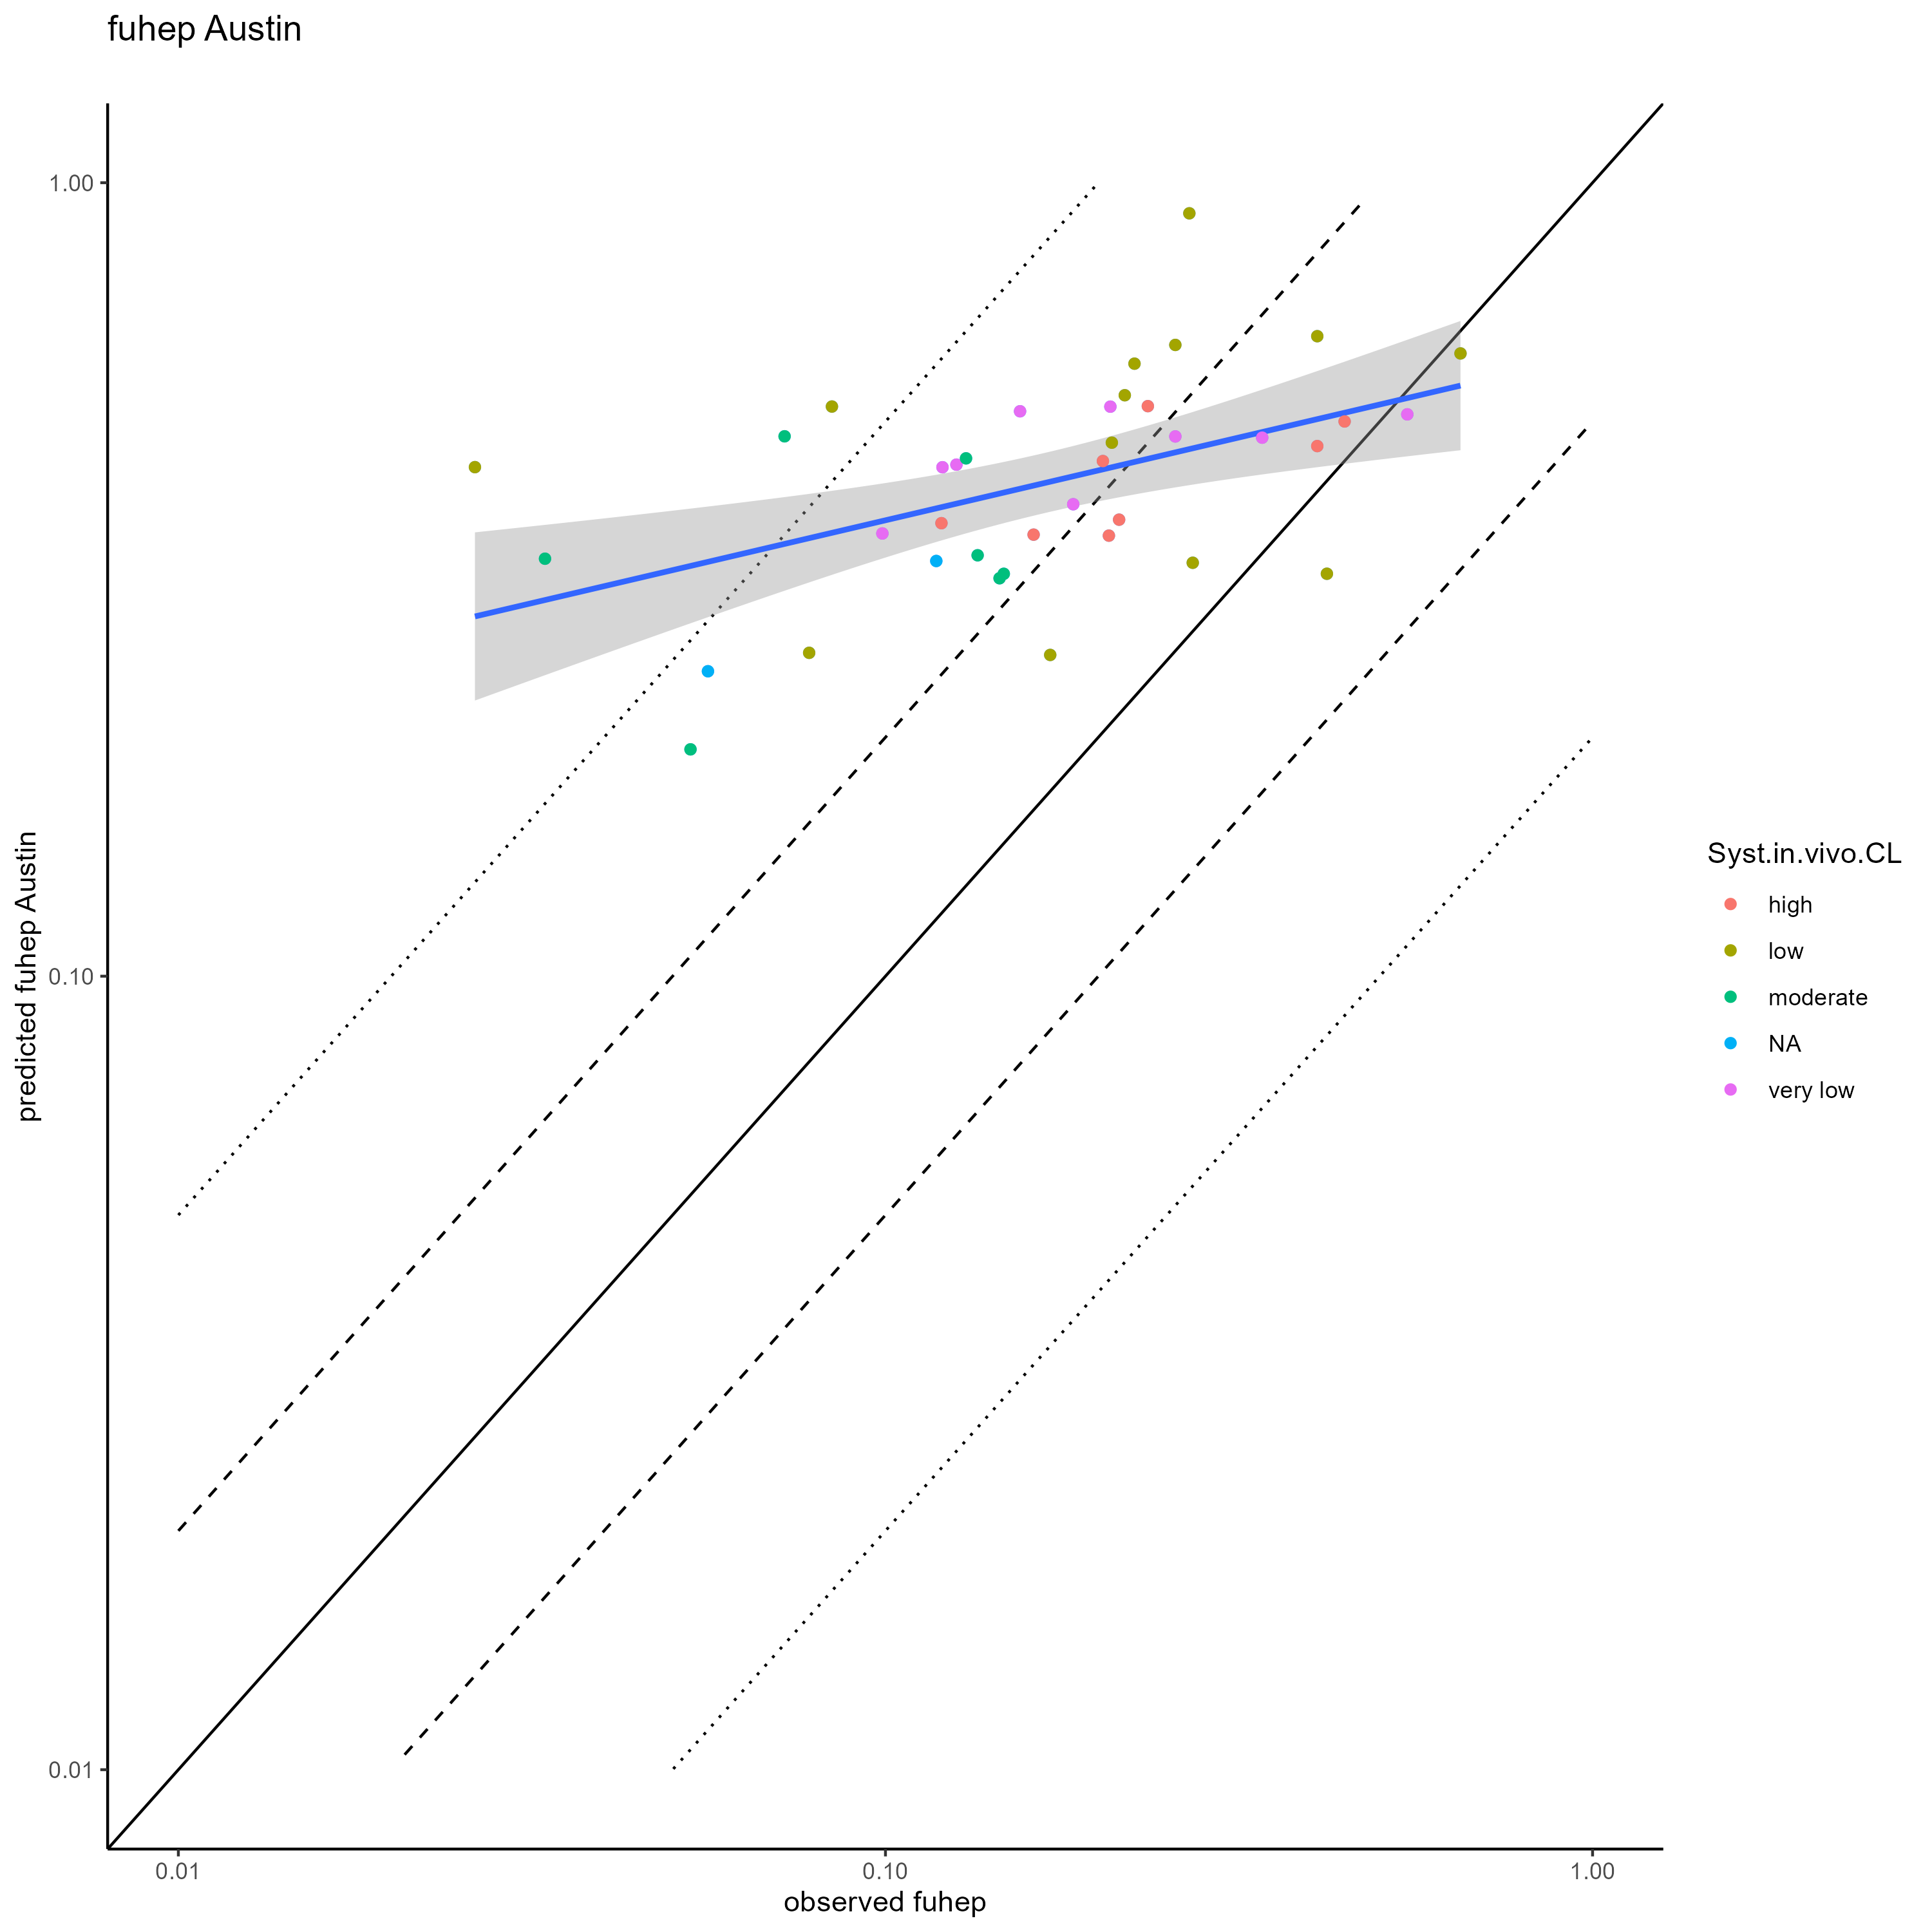 fuhep Austin
predicted fuhep Austin
1.00
0.10
0.01
0.01
0.10
1.00
observed fuhep
Syst.in.vivo.CL
high
low
moderate
NA
very low